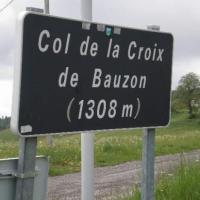 Col de la Croix
de Bauzon
(1308 m)